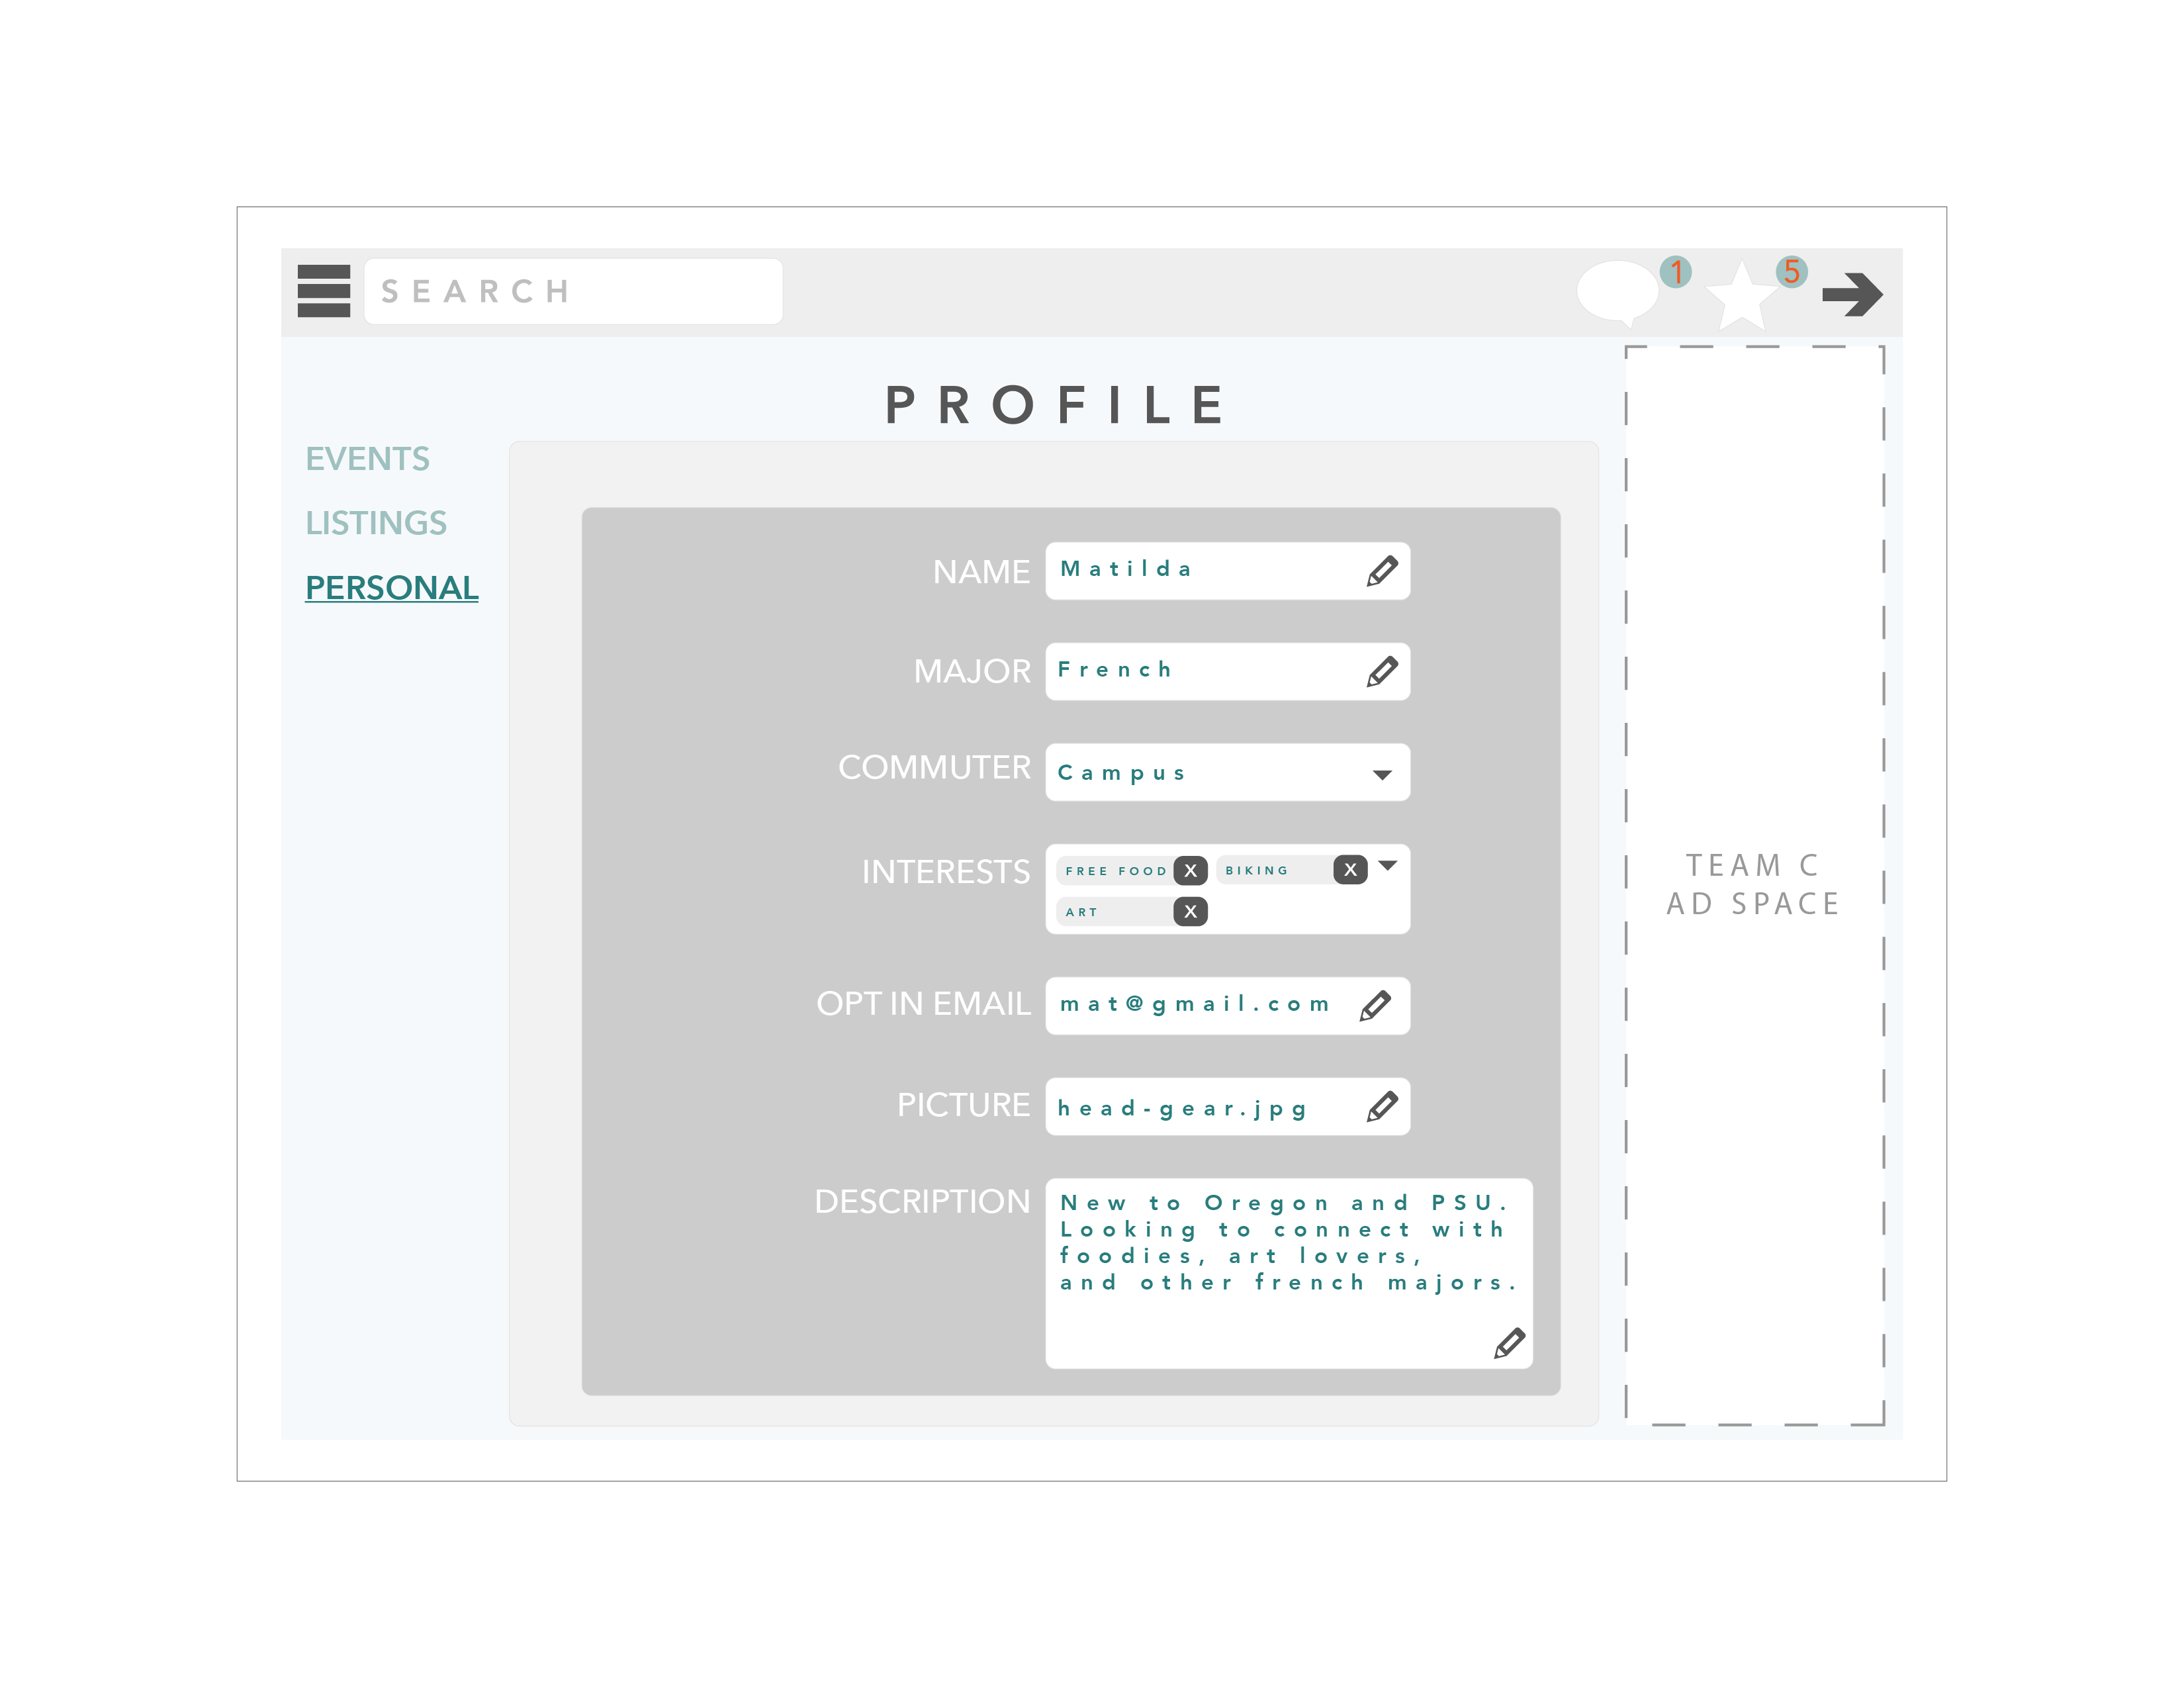 SEARCH
1
5
PROFILE
EVENTS
LISTINGS
PERSONAL
NAME Matilda
MAJOR French
COMMUTER Campus
INTERESTS FREE FOOD X BIKING X
ART X
OPT IN EMAIL mat@gmail.com
PICTURE head-gear.jpg
DESCRIPTION New to Oregon and PSU.
Looking to connect with
foodies, art lovers,
and other french majors.
TEAM C
AD SPACE